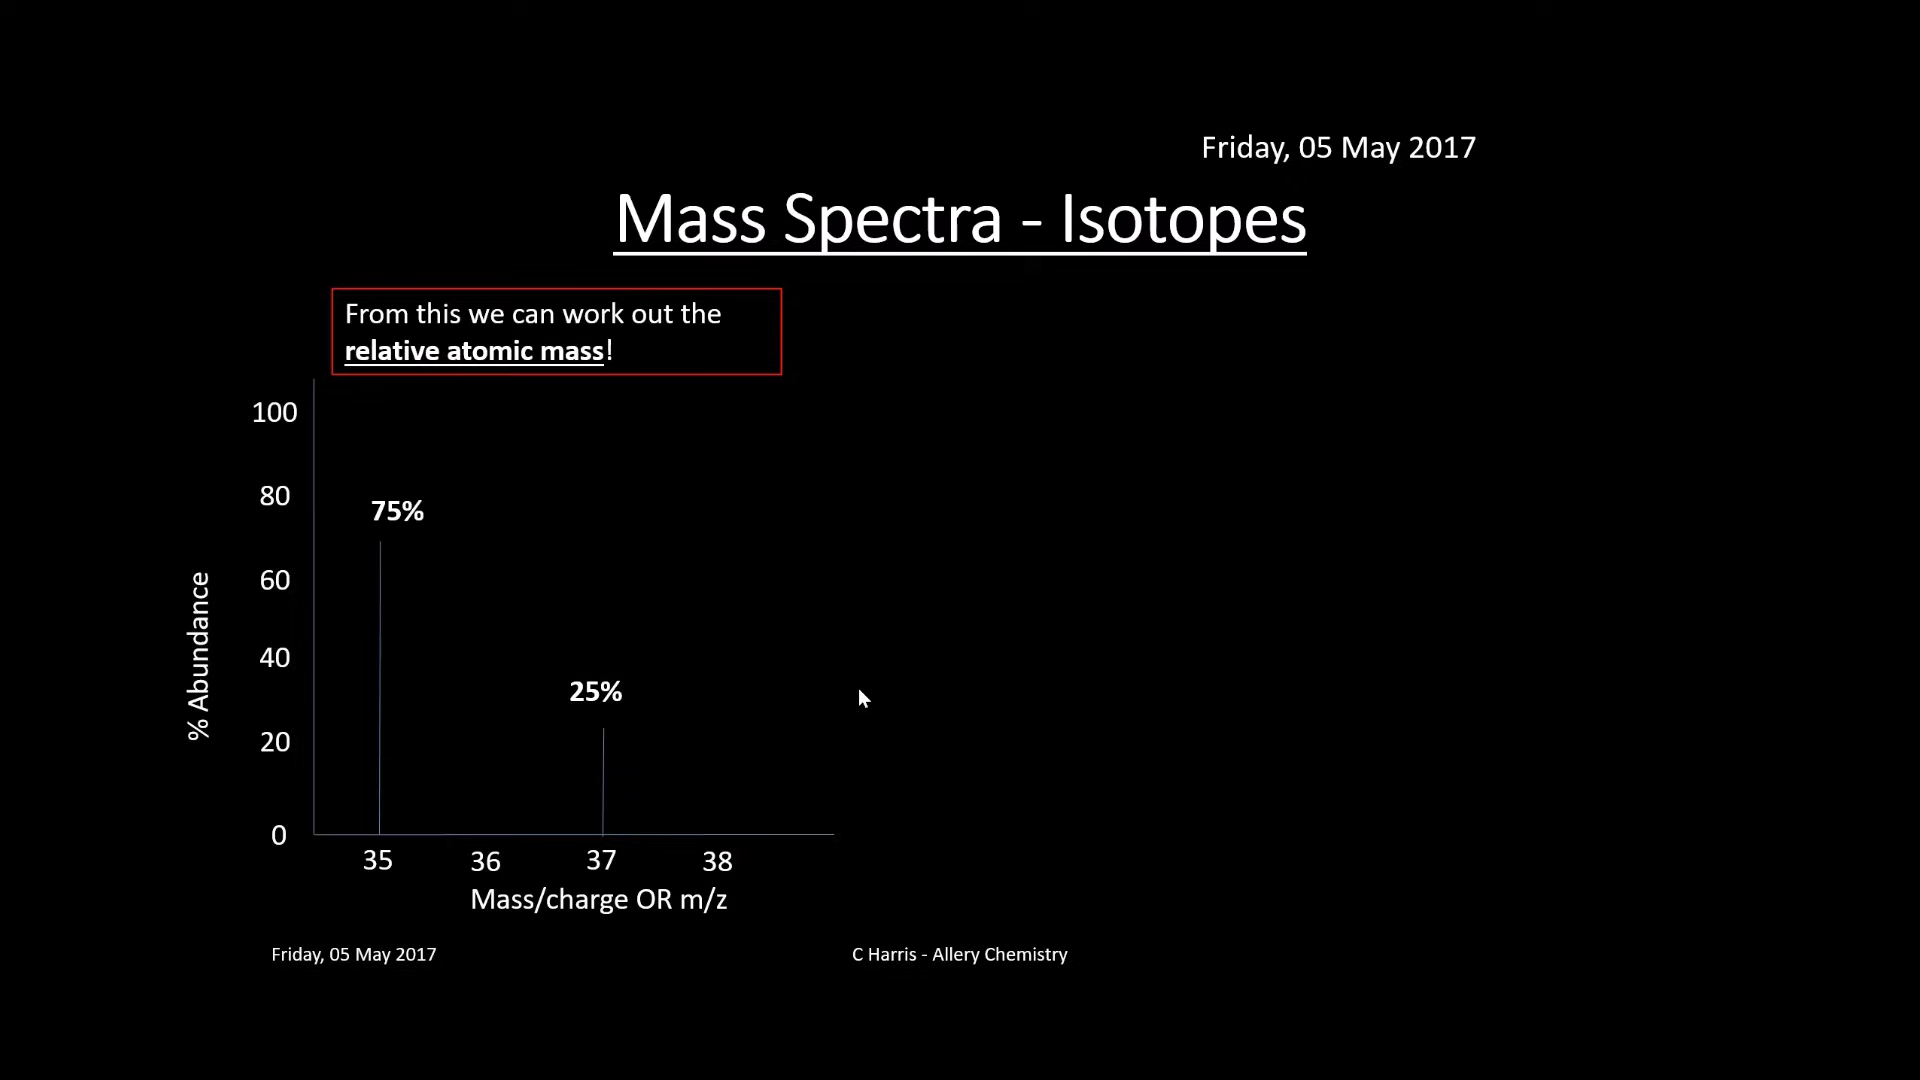 Friday, 05 May 2017
Mass Spectra - Isotopes
From this we can work out the
relative atomic mass!
100
80
75%
60
% Abundance
40
25%
20
0
35 36 37 38
Mass/charge OR m/z
Friday, 05 May 2017
C Harris - Allery Chemistry